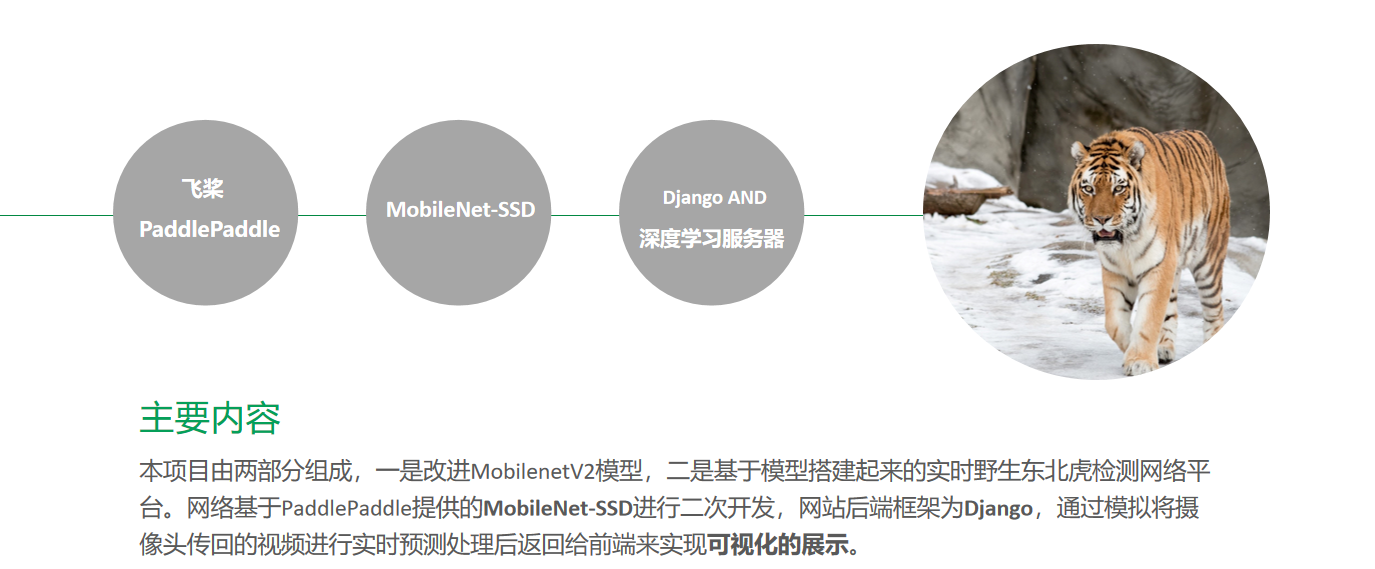 飞桨
PaddlePaddle
MobileNet-SSD
Django AND
深度学习服务器
主要内容
本项目由两部分组成，一是改进MobilenetV2模型，二是基于模型搭建起来的实时野生东北虎检测网络平
台。网络基于PaddlePaddle提供的MobileNet-SSD进行二次开发，网站后端框架为Django，通过模拟将摄
像头传回的视频进行实时预测处理后返回给前端来实现可视化的展示。